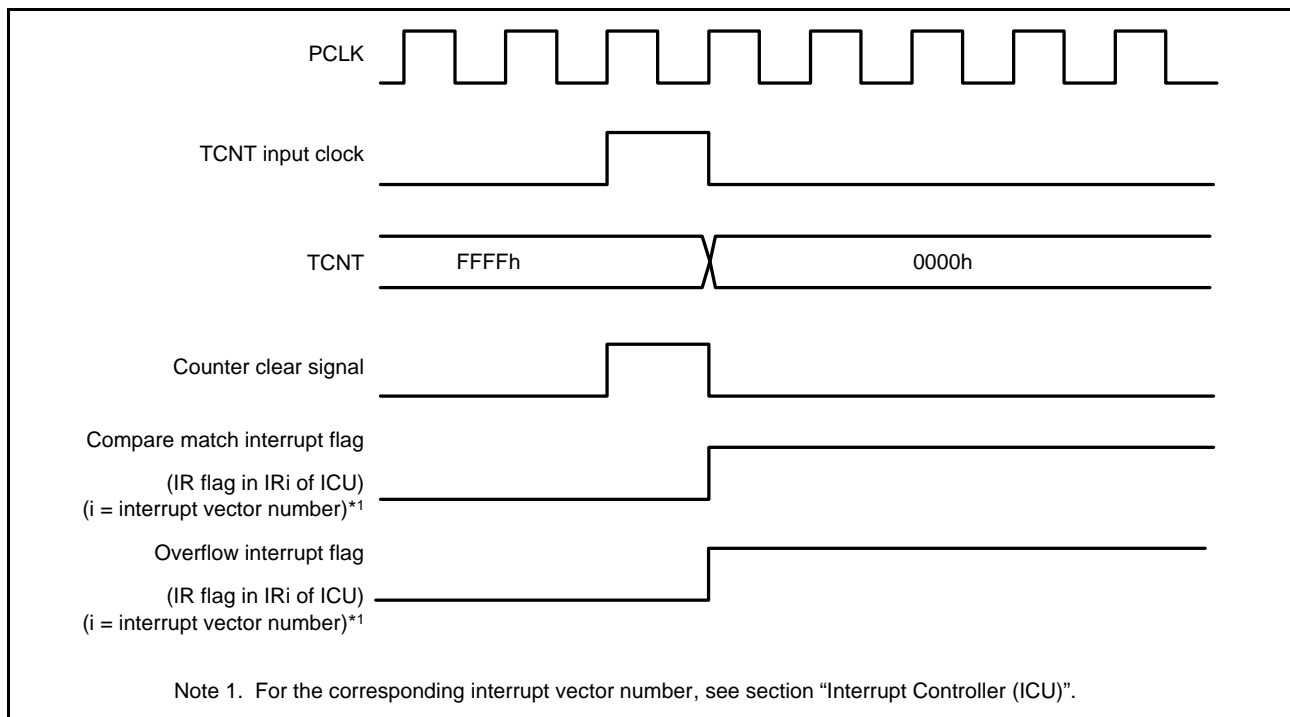 PCLK
TCNT input clock
TCNT
FFFFh
0000h
Counter clear signal
Compare match interrupt flag
(IR flag in IRi of ICU)
(i = interrupt vector number)*1
Overflow interrupt flag
(IR flag in IRi of ICU)
(i = interrupt vector number)*1
Note 1. For the corresponding interrupt vector number, see section “Interrupt Controller (ICU)”.